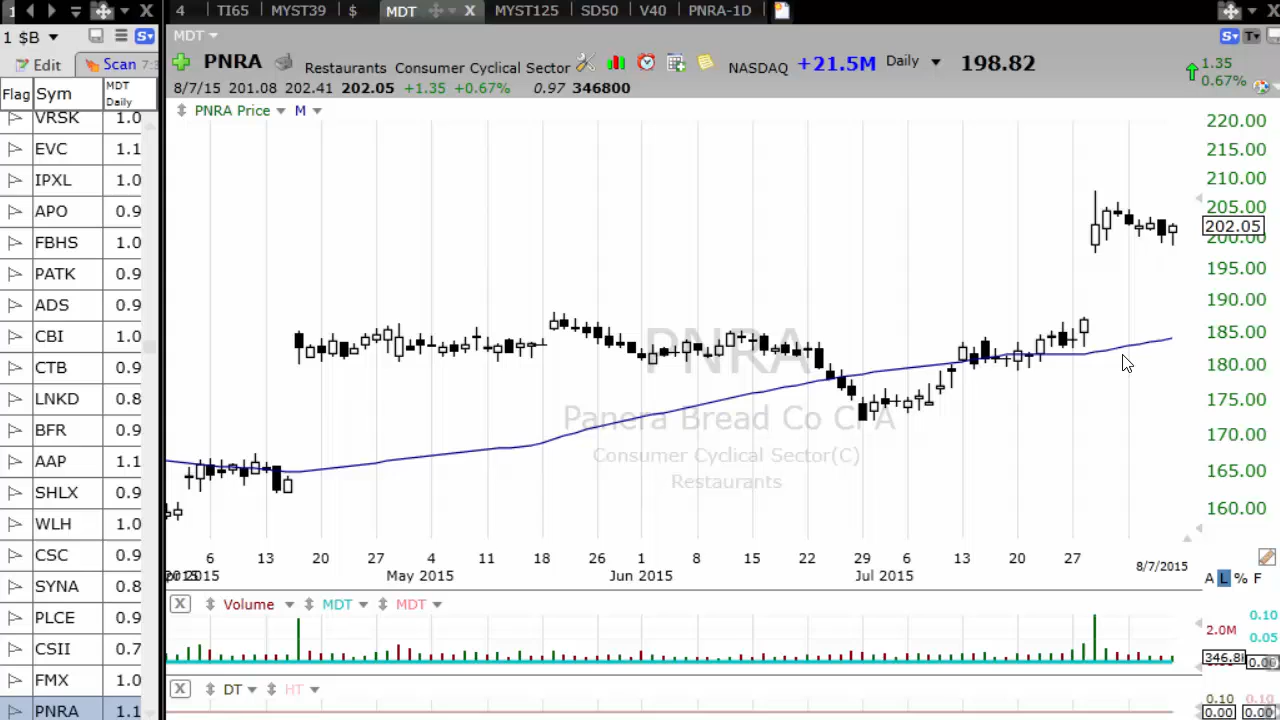 4 TI65 MYST39 $ MDT MYST125 SD50 V40 PNRA-1D
1 $B S
MDT
S T
Edit Scan 7:
PNRA Restaurants Consumer Cyclical Sector NASDAQ +21.5M Daily 198.82
1.35
0.67%
8/7/15 201.08 202.41 202.05 +1.35 +0.67% 0.97 346800
Flag Sym MDT Daily
PNRA Price M
VRSK 1.0
EVC 1.1
IPXL 1.0
APO 0.9
FBHS 1.0
PATK 0.9
ADS 0.9
CBI 1.0
CTB 0.9
LNKD 0.8
BFR 0.9
AAP 1.1
SHLX 0.9
WLH 1.0
CSC 0.9
SYNA 0.8
PLCE 0.9
CSII 0.7
FMX 1.0
PNRA 1.1
220.00
215.00
210.00
205.00
202.05
200.00
195.00
190.00
185.00
180.00
175.00
170.00
165.00
160.00
PNRA
Panera Bread Co Cl A
Consumer Cyclical Sector(C)
Restaurants
6 13 20 27 4 11 18 26 1 8 15 22 29 6 13 20 27
2015 May 2015 Jun 2015 Jul 2015 8/7/2015
A L % F
X Volume MDT MDT
0.10
2.0M 0.05
346.8 0.00
X DT HT
0.10 0.10
0.00 0.00